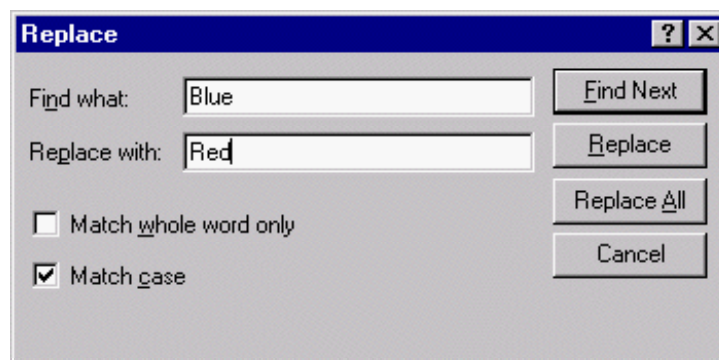 Replace
Find what: Blue
Find Next
Replace with: Red
Replace
Replace All
Match whole word only
Cancel
Match case